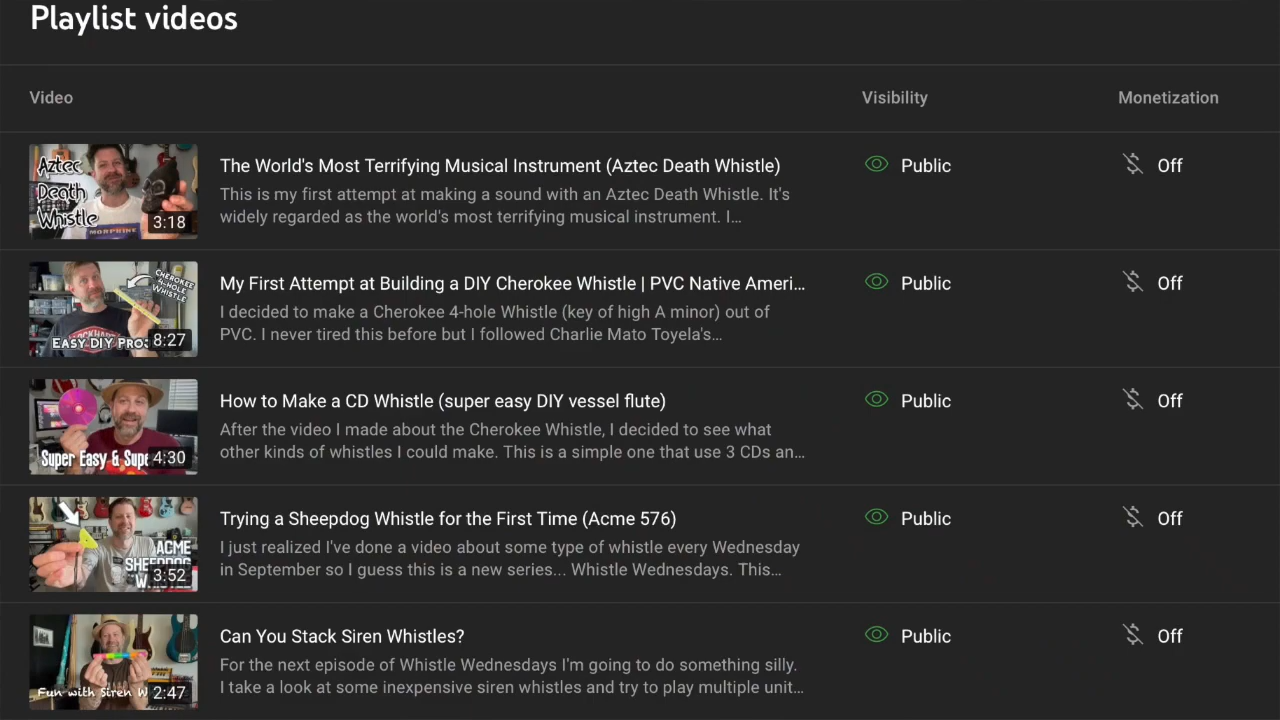 Playlist videos
Video Visibility Monetization
Aztec
Death
Whistle
MORPHINE
3:18
The World's Most Terrifying Musical Instrument (Aztec Death Whistle)
This is my first attempt at making a sound with an Aztec Death Whistle. It's
widely regarded as the world's most terrifying musical instrument. I...
Public
Off
CHEROKEE
4-HOLE
WHISTLE
EASY DIY PROJ
8:27
My First Attempt at Building a DIY Cherokee Whistle | PVC Native Ameri...
I decided to make a Cherokee 4-hole Whistle (key of high A minor) out of
PVC. I never tired this before but I followed Charlie Mato Toyela's...
Public
Off
Super Easy & Supe
4:30
How to Make a CD Whistle (super easy DIY vessel flute)
After the video I made about the Cherokee Whistle, I decided to see what
other kinds of whistles I could make. This is a simple one that use 3 CDs an...
Public
Off
ACME
SHEEPDOG
W
3:52
Trying a Sheepdog Whistle for the First Time (Acme 576)
I just realized I've done a video about some type of whistle every Wednesday
in September so I guess this is a new series... Whistle Wednesdays. This...
Public
Off
Fun with Siren W
2:47
Can You Stack Siren Whistles?
For the next episode of Whistle Wednesdays I'm going to do something silly.
I take a look at some inexpensive siren whistles and try to play multiple unit...
Public
Off